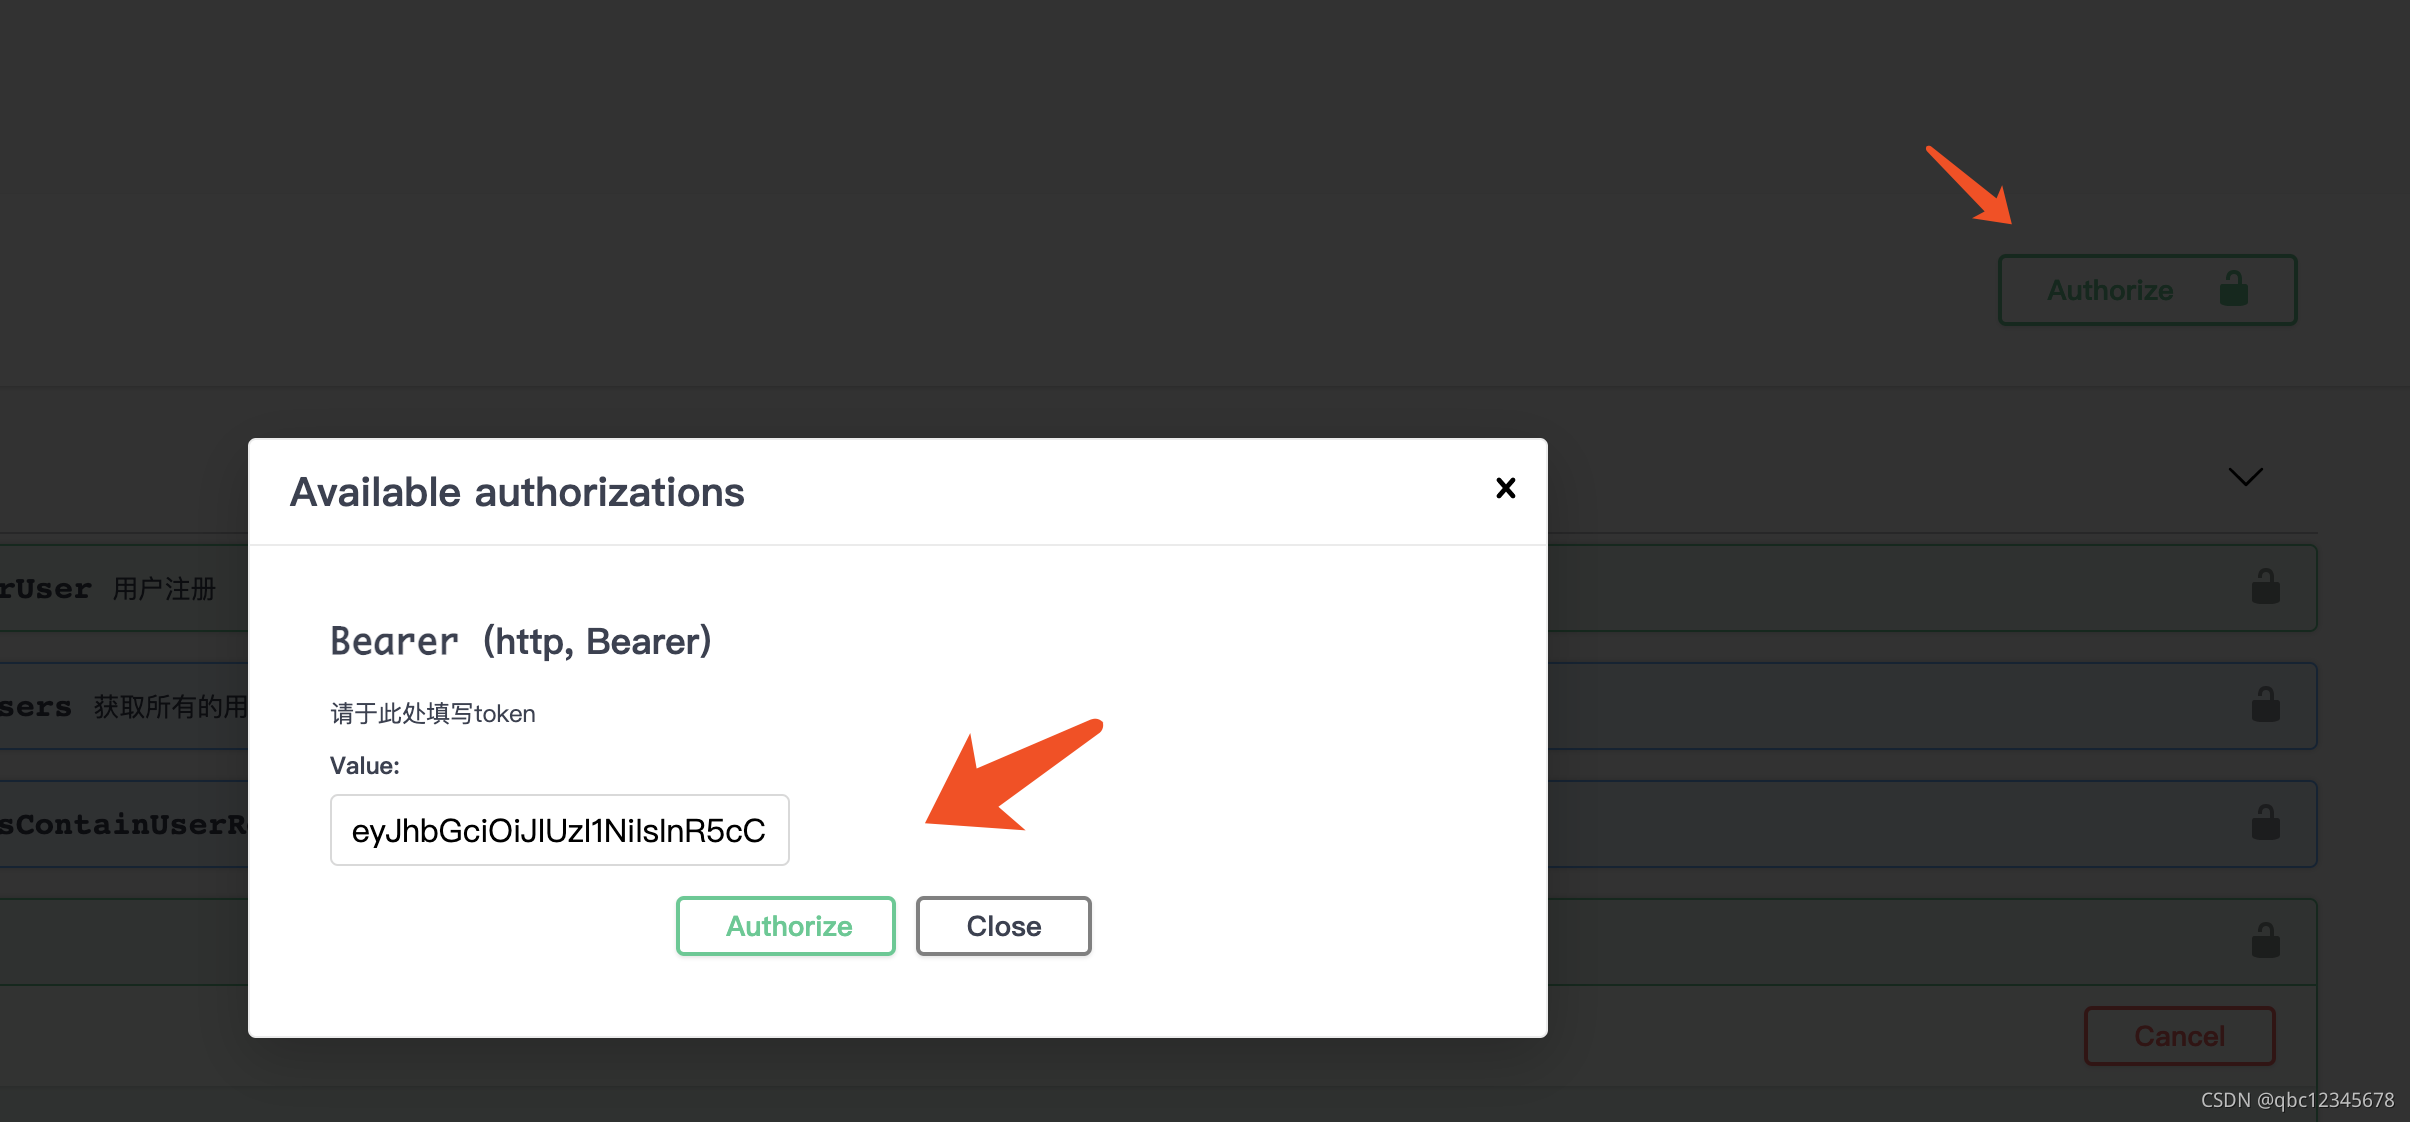 Authorize
Available authorizations
rUser 用户注册
Bearer (http, Bearer)
sers 获取所有的用
请于此处填写token
Value:
sContainUserR
eyJhbGciOiJIUzI1NiIsInR5cC
Authorize
Close
Cancel
CSDN @qbc12345678